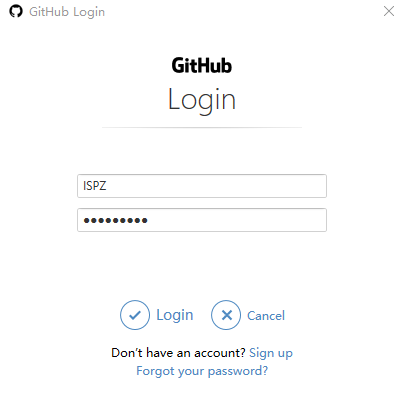 GitHub Login
GitHub
Login
ISPZ
●●●●●●●●●
Login Cancel
Don't have an account? Sign up
Forgot your password?